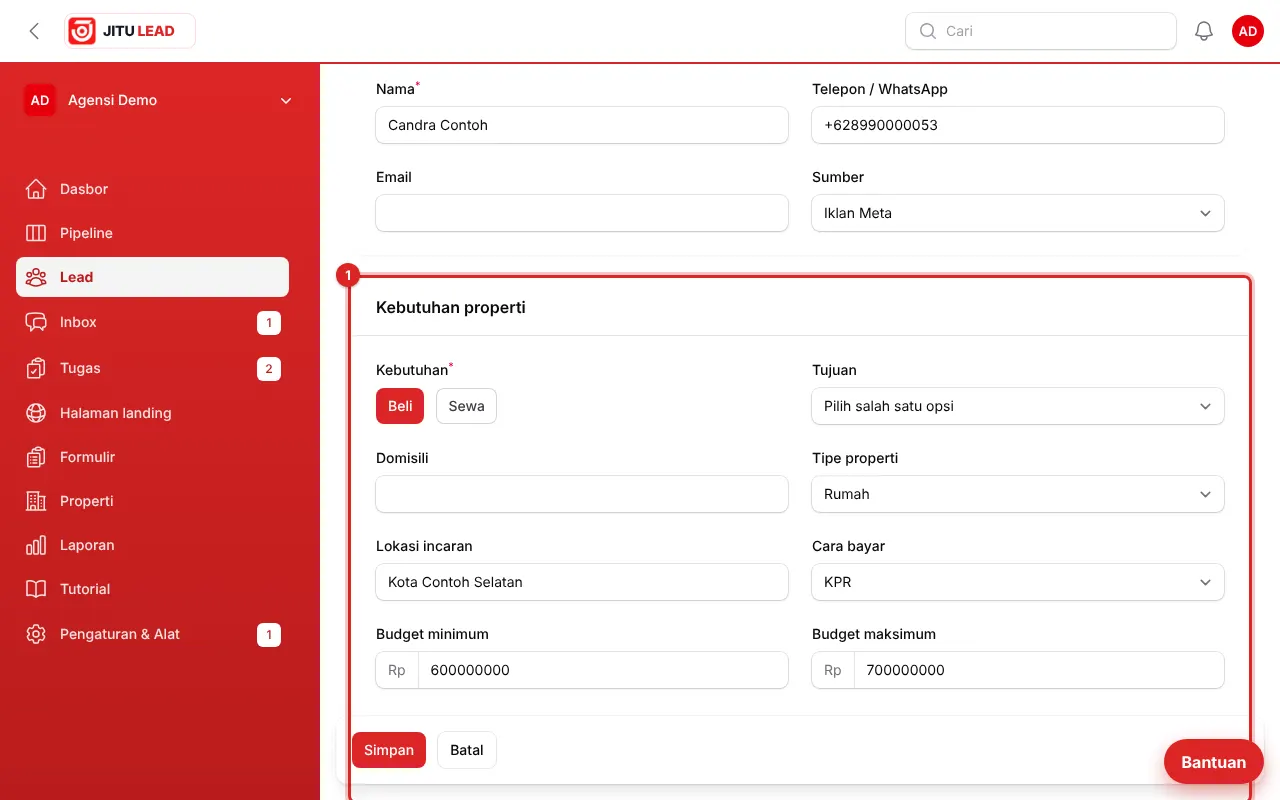 JITU LEAD
Cari
AD
AD
Agensi Demo
Dasbor
Pipeline
Lead
Inbox
1
Tugas
2
Halaman landing
Formulir
Properti
Laporan
Tutorial
Pengaturan & Alat
1
Nama*
Telepon / WhatsApp
Candra Contoh
+628990000053
Email
Sumber
Iklan Meta
1
Kebutuhan properti
Kebutuhan*
Tujuan
Beli
Sewa
Pilih salah satu opsi
Domisili
Tipe properti
Rumah
Lokasi incaran
Cara bayar
Kota Contoh Selatan
KPR
Budget minimum
Budget maksimum
Rp
600000000
Rp
700000000
Simpan
Batal
Bantuan